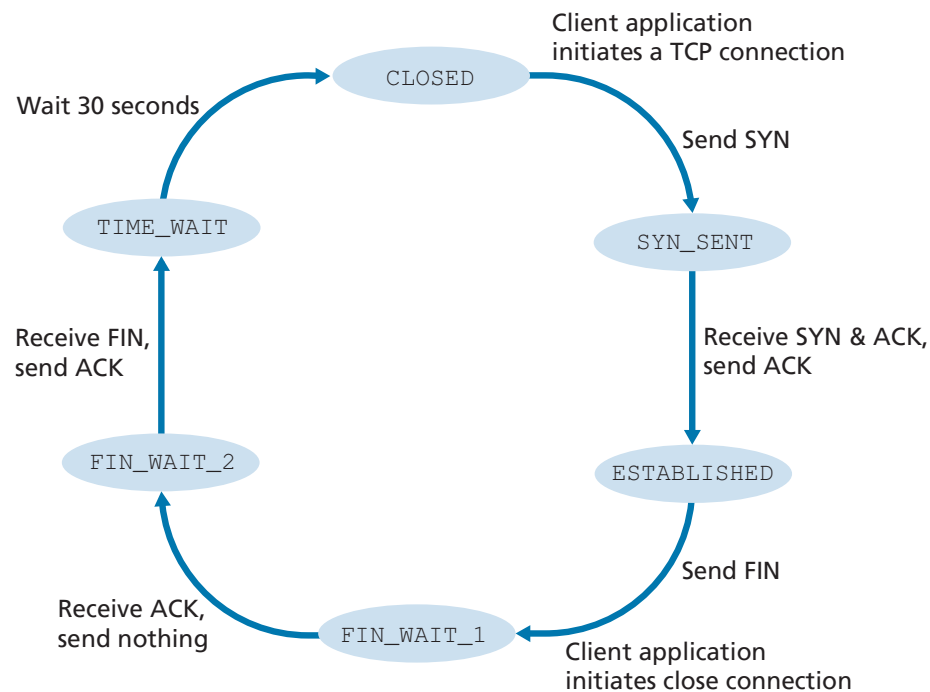 Client application
initiates a TCP connection
CLOSED
Wait 30 seconds
Send SYN
TIME_WAIT
SYN_SENT
Receive FIN,
send ACK
Receive SYN & ACK,
send ACK
FIN_WAIT_2
ESTABLISHED
Send FIN
Receive ACK,
send nothing
FIN_WAIT_1
Client application
initiates close connection